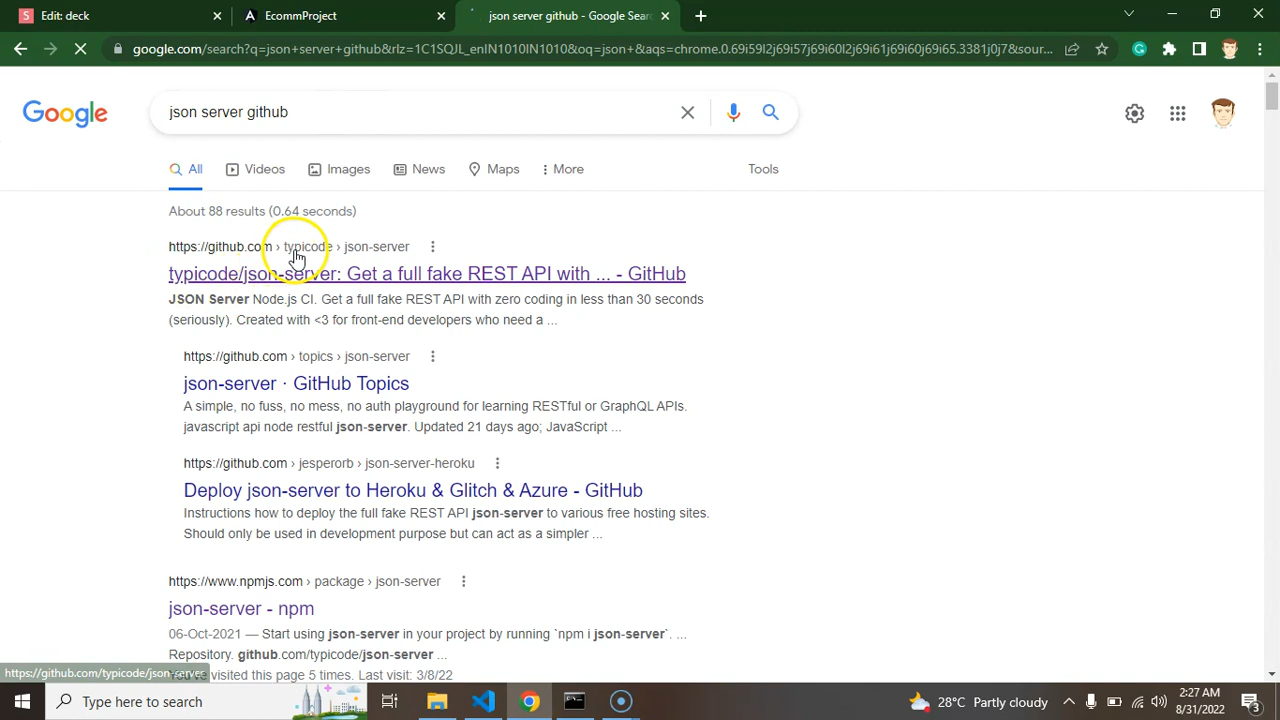 Edit: deck
EcommProject
json server github - Google Sear
google.com/search?q=json+server+github&rlz=1C1SQJL_enIN1010IN1010&oq=json+&aqs=chrome.0.69i59l2j69i57j69i60l2j69i61j69i60j69i65.3381j0j7&sour...
Google
json server github
All
Videos
Images
News
Maps
More
Tools
About 88 results (0.64 seconds)
https://github.com › typicode › json-server
typicode/json-server: Get a full fake REST API with ... - GitHub
JSON Server Node.js CI. Get a full fake REST API with zero coding in less than 30 seconds
(seriously). Created with <3 for front-end developers who need a ...
https://github.com › topics › json-server
json-server · GitHub Topics
A simple, no fuss, no mess, no auth playground for learning RESTful or GraphQL APIs.
javascript api node restful json-server. Updated 21 days ago; JavaScript ...
https://github.com › jesperorb › json-server-heroku
Deploy json-server to Heroku & Glitch & Azure - GitHub
Instructions how to deploy the full fake REST API json-server to various free hosting sites.
Should only be used in development purpose but can act as a simpler ...
https://www.npmjs.com › package › json-server
json-server - npm
06-Oct-2021 — Start using json-server in your project by running `npm i json-server`. ...
Repository. github.com/typicode/json-server ...
You've visited this page 5 times. Last visit: 3/8/22
https://github.com/typicode/json-server
Type here to search
28°C Partly cloudy
2:27 AM
8/31/2022
3